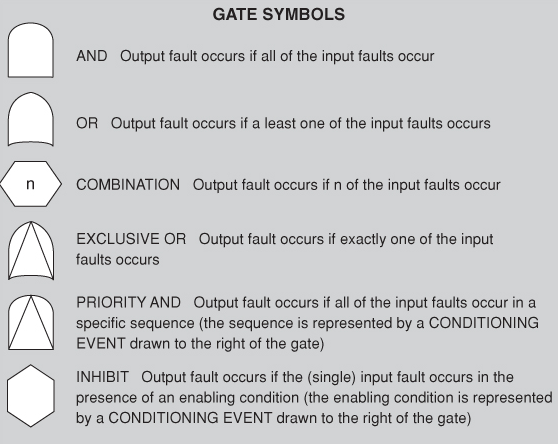 GATE SYMBOLS
AND Output fault occurs if all of the input faults occur
OR Output fault occurs if a least one of the input faults occurs
n
COMBINATION Output fault occurs if n of the input faults occur
EXCLUSIVE OR Output fault occurs if exactly one of the input
faults occurs
PRIORITY AND Output fault occurs if all of the input faults occur in a
specific sequence (the sequence is represented by a CONDITIONING
EVENT drawn to the right of the gate)
INHIBIT Output fault occurs if the (single) input fault occurs in the
presence of an enabling condition (the enabling condition is represented
by a CONDITIONING EVENT drawn to the right of the gate)